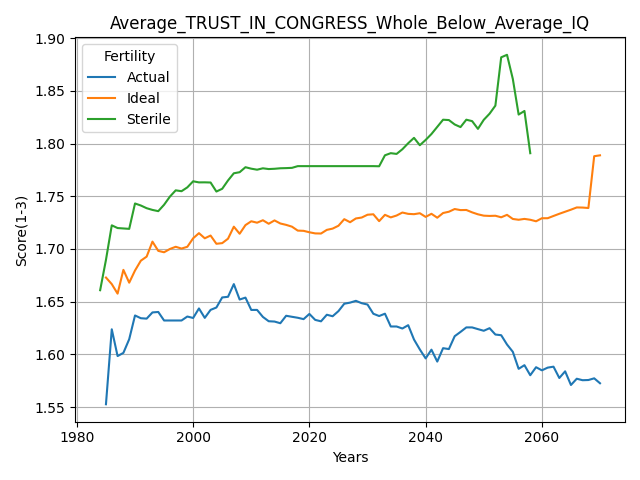 Average_TRUST_IN_CONGRESS_Whole_Below_Average_IQ
Fertility
Actual
Ideal
Sterile
Score(1-3)
1.90
1.85
1.80
1.75
1.70
1.65
1.60
1.55
1980
2000
2020
2040
2060
Years